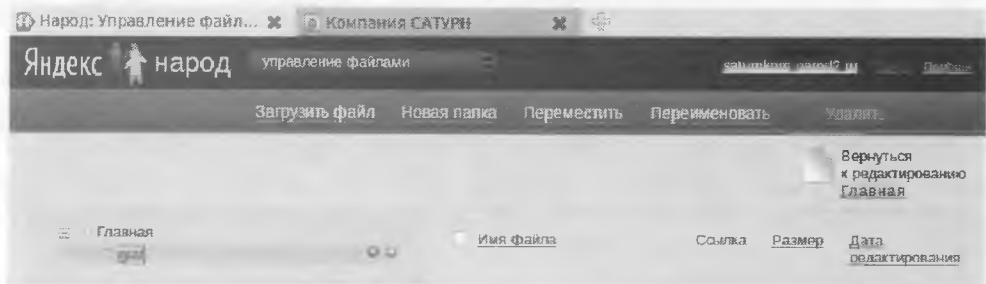 Народ: Управление файл...
Компания САТУРН
Яндекс народ
управление файлами
Загрузить файл Новая папка Переместить Переименовать Удалить
Вернуться
к редактированию
Главная
Главная
Имя файла Ссылка Размер Дата
редактирования